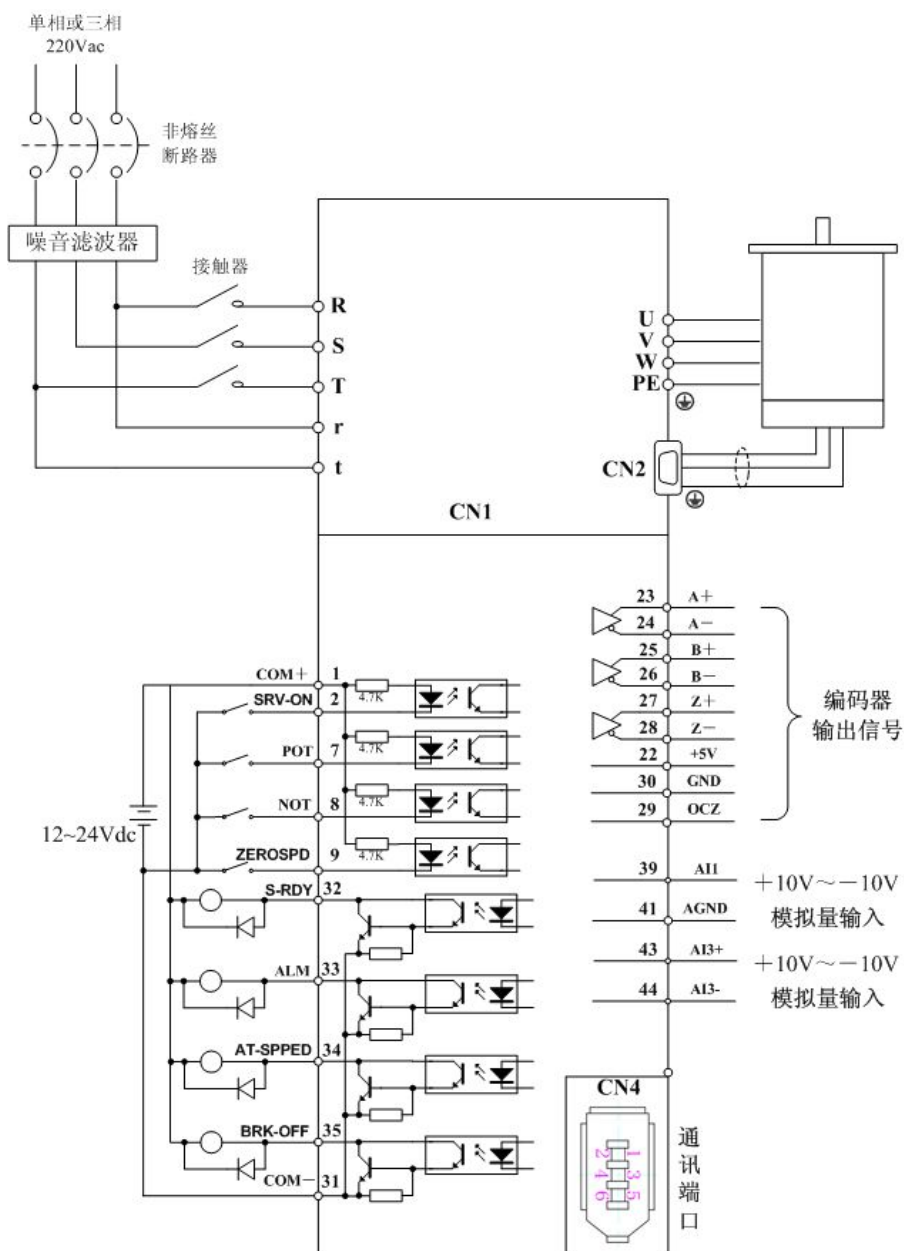 单相或三相
220Vac
非熔丝
断路器
噪音滤波器
接触器
R
S
T
r
t
U
V
W
PE
CN2
CN1
COM+ 1
4.7K
SRV-ON 2
4.7K
POT 7
4.7K
NOT 8
4.7K
ZEROSPD 9
12~24Vdc
S-RDY 32
ALM 33
AT-SPPED 34
BRK-OFF 35
COM- 31
23 A+
24 A-
25 B+
26 B-
27 Z+
28 Z-
22 +5V
30 GND
29 OCZ
编码器
输出信号
39 AI1
41 AGND
+10V~-10V
模拟量输入
43 AI3+
44 AI3-
+10V~-10V
模拟量输入
CN4
2 1
4 3
6 5
通讯端口